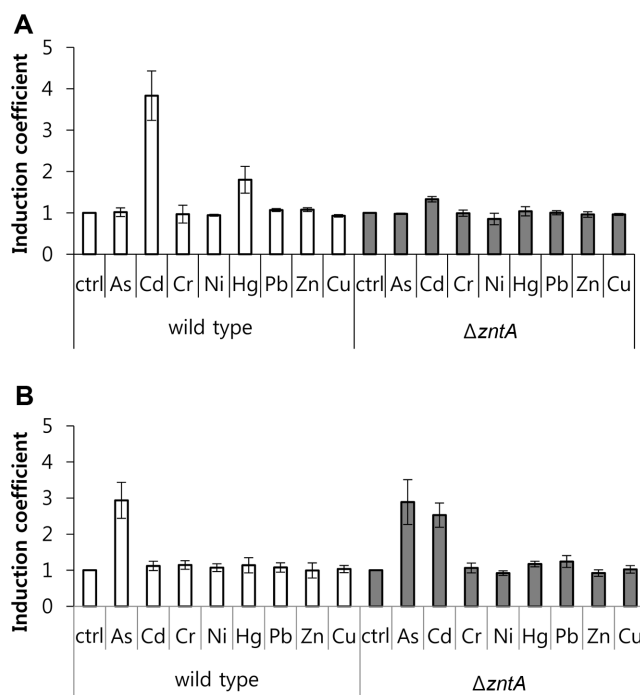 A
Induction coefficient
5
4
3
2
1
0
ctrl As Cd Cr Ni Hg Pb Zn Cu ctrl As Cd Cr Ni Hg Pb Zn Cu
wild type ΔzntA
B
Induction coefficient
5
4
3
2
1
0
ctrl As Cd Cr Ni Hg Pb Zn Cu ctrl As Cd Cr Ni Hg Pb Zn Cu
wild type ΔzntA